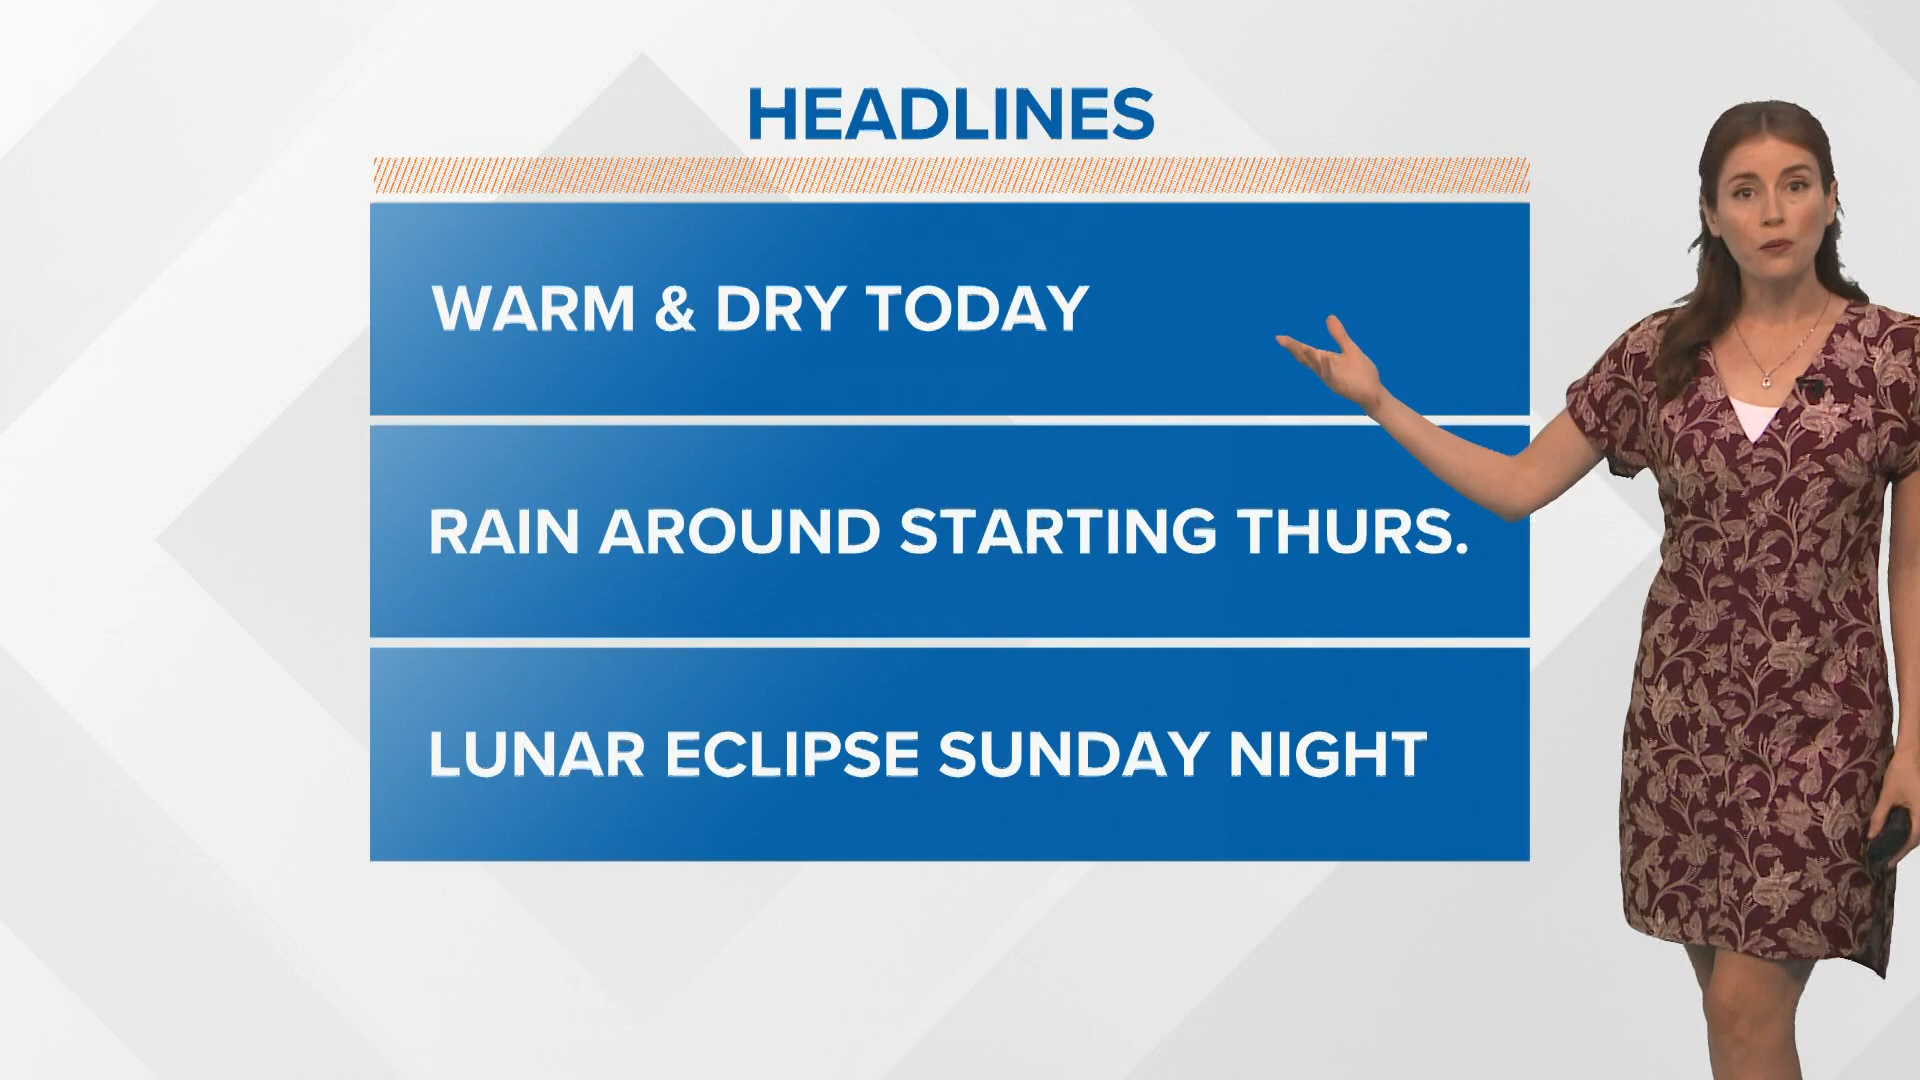 HEADLINES
WARM & DRY TODAY
RAIN AROUND STARTING THURS.
LUNAR ECLIPSE SUNDAY NIGHT